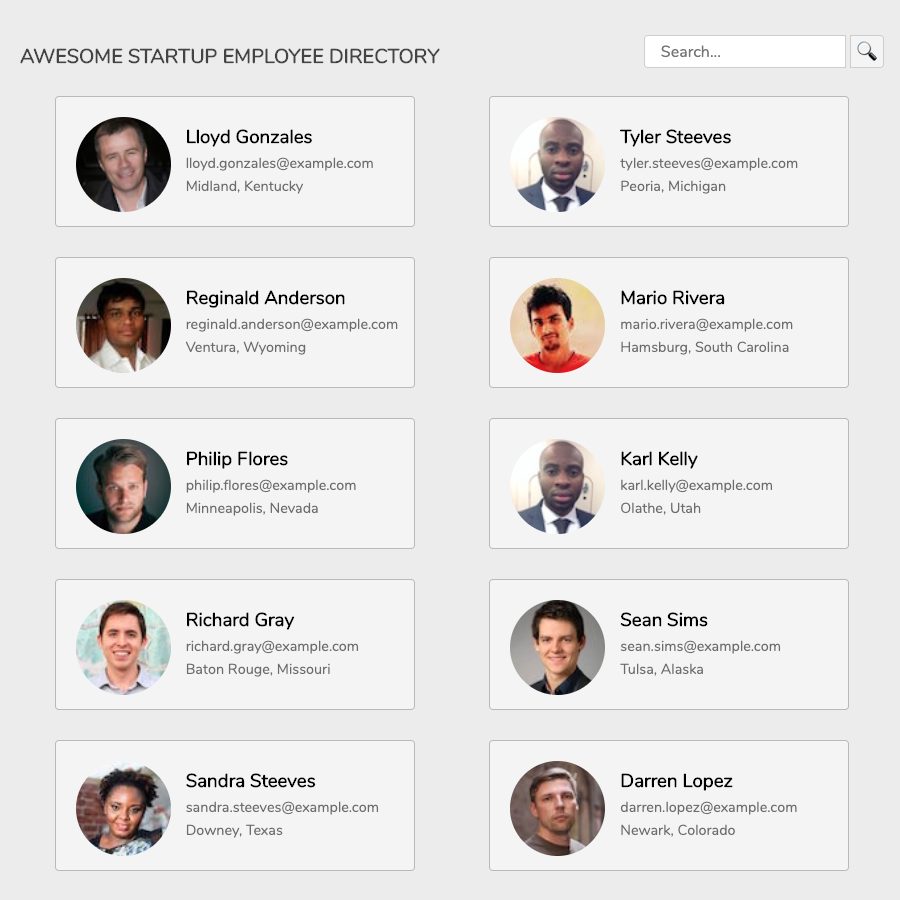 AWESOME STARTUP EMPLOYEE DIRECTORY
Search...
Lloyd Gonzales
lloyd.gonzales@example.com
Midland, Kentucky
Tyler Steeves
tyler.steeves@example.com
Peoria, Michigan
Reginald Anderson
reginald.anderson@example.com
Ventura, Wyoming
Mario Rivera
mario.rivera@example.com
Hamsburg, South Carolina
Philip Flores
philip.flores@example.com
Minneapolis, Nevada
Karl Kelly
karl.kelly@example.com
Olathe, Utah
Richard Gray
richard.gray@example.com
Baton Rouge, Missouri
Sean Sims
sean.sims@example.com
Tulsa, Alaska
Sandra Steeves
sandra.steeves@example.com
Downey, Texas
Darren Lopez
darren.lopez@example.com
Newark, Colorado